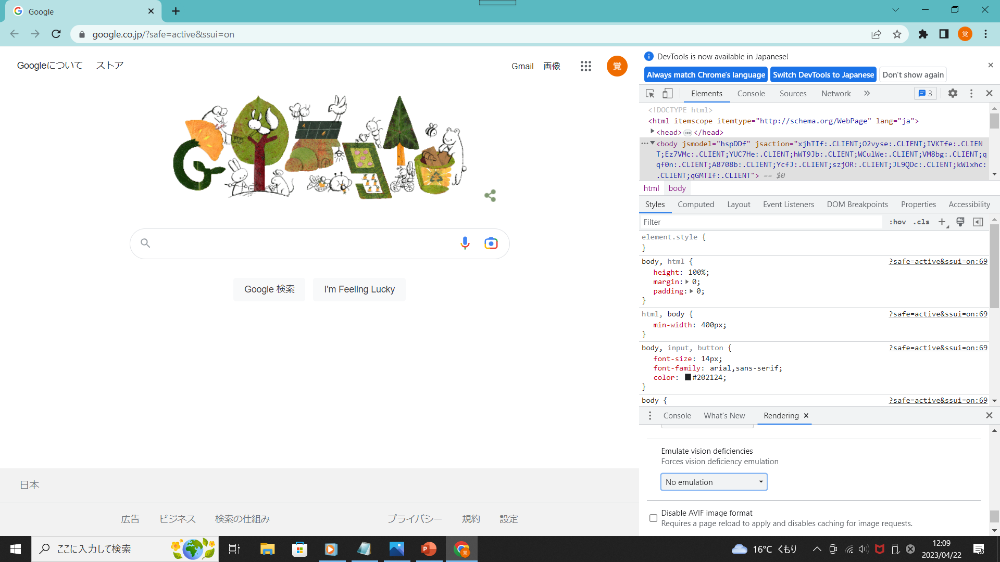 Google
google.co.jp/?safe=active&ssui=on
覚
Googleについて ストア
Gmail 画像
覚
Google 検索
I'm Feeling Lucky
日本
広告 ビジネス 検索の仕組み
プライバシー 規約 設定
DevTools is now available in Japanese!
Always match Chrome's language
Switch DevTools to Japanese
Don't show again
Elements Console Sources Network
3
<!DOCTYPE html>
<html itemscope itemtype="http://schema.org/WebPage" lang="ja">
<head> ••• </head>
<body jsmodel="hspDDf" jsaction="xjhTIf:.CLIENT;O2vyse:.CLIENT;IVKTfe:.CLIEN
T;Ez7VMc:.CLIENT;YUC7He:.CLIENT;hWT9Jb:.CLIENT;WCulWe:.CLIENT;VM8bg:.CLIENT;q
qf0n:.CLIENT;A8708b:.CLIENT;YcfJ:.CLIENT;szjOR:.CLIENT;JL9QDc:.CLIENT;kWlxhc:
.CLIENT;qGMTIf:.CLIENT"> == $0
html body
Styles Computed Layout Event Listeners DOM Breakpoints Properties Accessibility
Filter
:hov .cls
element.style {
}
body, html { ?safe=active&ssui=on:69
height: 100%;
margin: 0;
padding: 0;
}
html, body { ?safe=active&ssui=on:69
min-width: 400px;
}
body, input, button { ?safe=active&ssui=on:69
font-size: 14px;
font-family: arial,sans-serif;
color: #202124;
}
body { ?safe=active&ssui=on:69
Console What's New Rendering
Emulate vision deficiencies
Forces vision deficiency emulation
No emulation
Disable AVIF image format
Requires a page reload to apply and disables caching for image requests.
ここに入力して検索
16°C くもり
12:09
2023/04/22